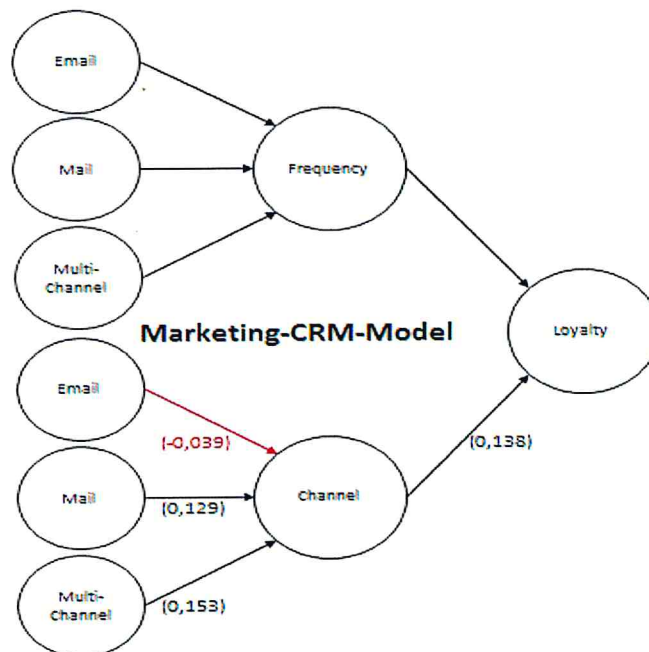 Email
Mail
Frequency
Multi-
Channel
Marketing-CRM-Model
Loyalty
Email
(-0,039)
(0,138)
Mail
(0,129)
Channel
Multi-
Channel
(0,153)